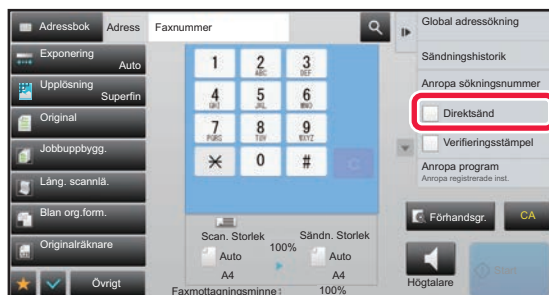 Adressbok
Adress
Faxnummer
Exponering
Auto
Upplösning
Superfin
Original
Jobbuppbygg.
Lång. scannlä.
Blan org.form.
Originalräknare
Övrigt
1
2
ABC
3
DEF
4
GHI
5
JKL
6
MNO
7
PQRS
8
TUV
9
WXYZ
0
#
C
Scan. Storlek
Sändn. Storlek
100%
Auto
Auto
A4
A4
Faxmottagningsminne:
100%
Global adressökning
Sändningshistorik
Anropa sökningsnummer
Direktsänd
Verifieringsstämpel
Anropa program
Anropa registrerade inst.
Förhandsgr.
CA
Högtalare
Start